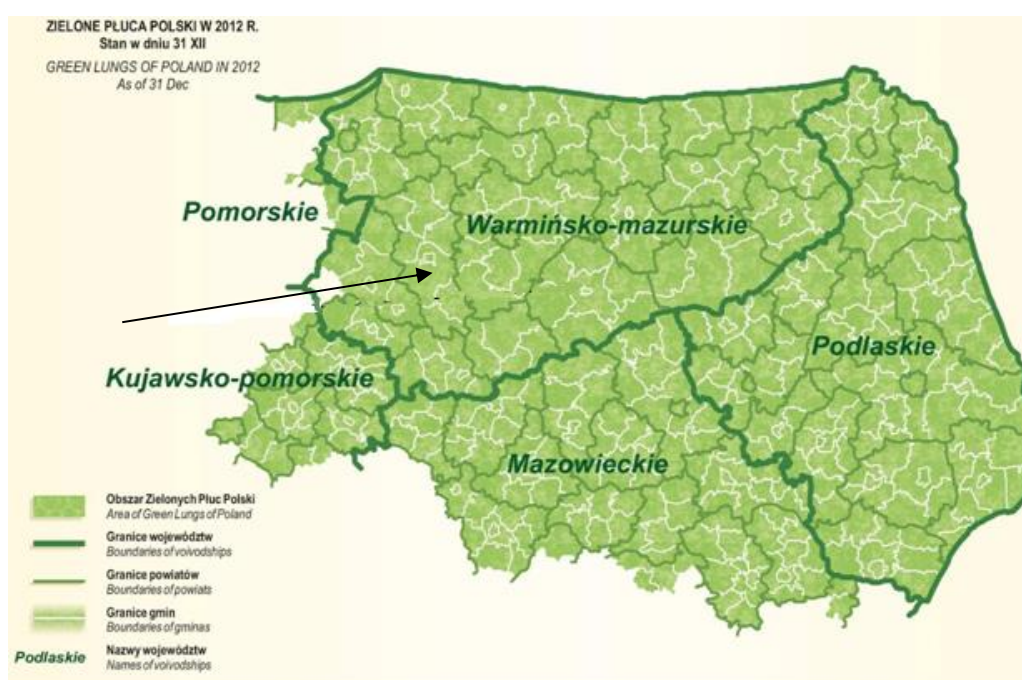 ZIELONE PŁUCA POLSKI W 2012 R.
Stan w dniu 31 XII
GREEN LUNGS OF POLAND IN 2012
As of 31 Dec
Pomorskie
Warmińsko-mazurskie
Podlaskie
Kujawsko-pomorskie
Mazowieckie
Obszar Zielonych Płuc Polski
Area of Green Lungs of Poland
Granice województw
Boundaries of voivodships
Granice powiatów
Boundaries of powiats
Granice gmin
Boundaries of gminas
Podlaskie
Nazwy województw
Names of voivodships